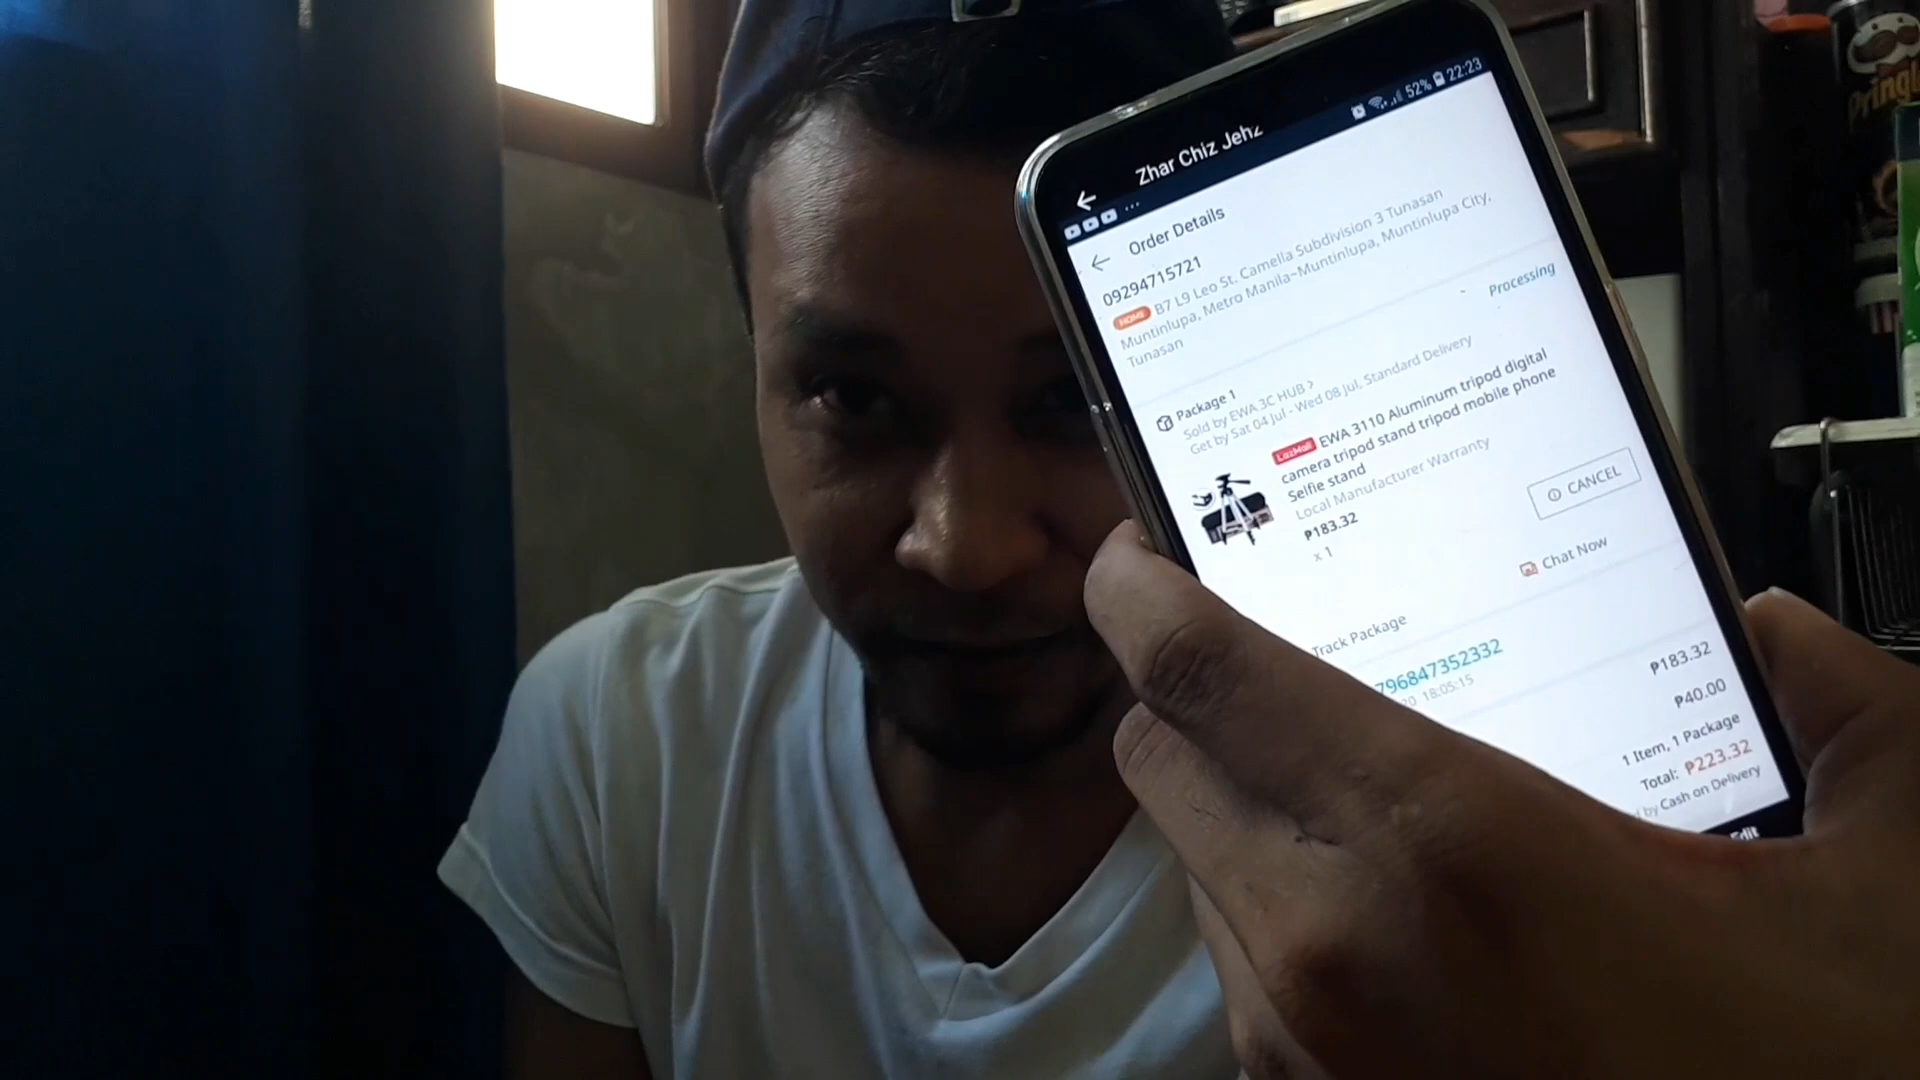 52% 22:23
Zhar Chiz Jehz
Order Details
09294715721
HOME B7 L9 Leo St. Camella Subdivision 3 Tunasan
Muntinlupa, Metro Manila~Muntinlupa, Muntinlupa City,
Tunasan
Processing
Package 1
Sold by EWA 3C HUB >
Get by Sat 04 Jul - Wed 08 Jul, Standard Delivery
LazMall EWA 3110 Aluminum tripod digital
camera tripod stand tripod mobile phone
Selfie stand
Local Manufacturer Warranty
₱183.32
x 1
CANCEL
Chat Now
Track Package
796847352332
20 18:05:15
₱183.32
₱40.00
1 Item, 1 Package
Total: ₱223.32
by Cash on Delivery
Edit
Pringl